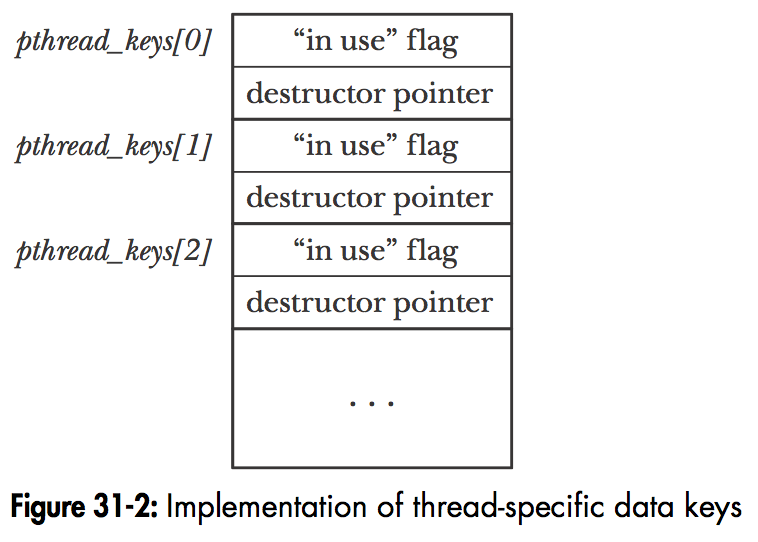 pthread_keys[0] “in use” flag
destructor pointer
pthread_keys[1] “in use” flag
destructor pointer
pthread_keys[2] “in use” flag
destructor pointer
. . .
Figure 31-2: Implementation of thread-specific data keys